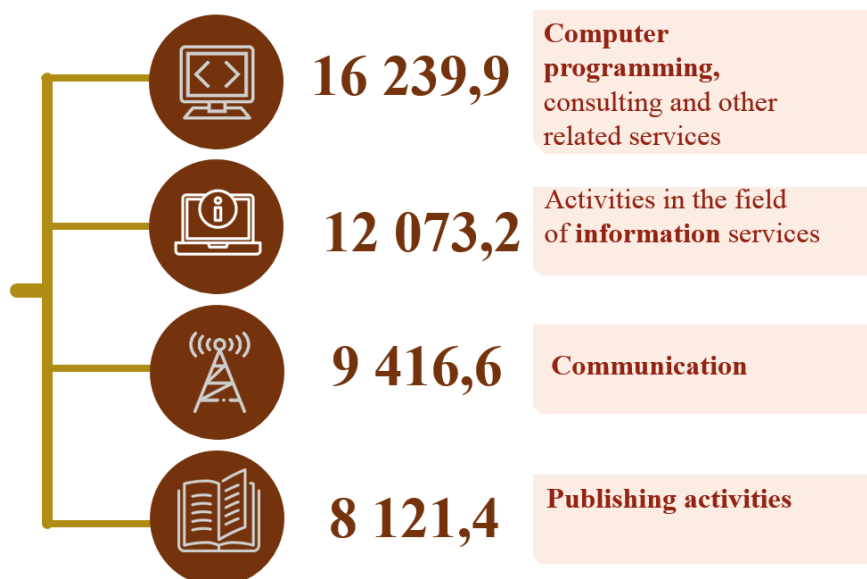 16 239,9
Computer
programming,
consulting and other
related services
12 073,2
Activities in the field
of information services
9 416,6
Communication
8 121,4
Publishing activities